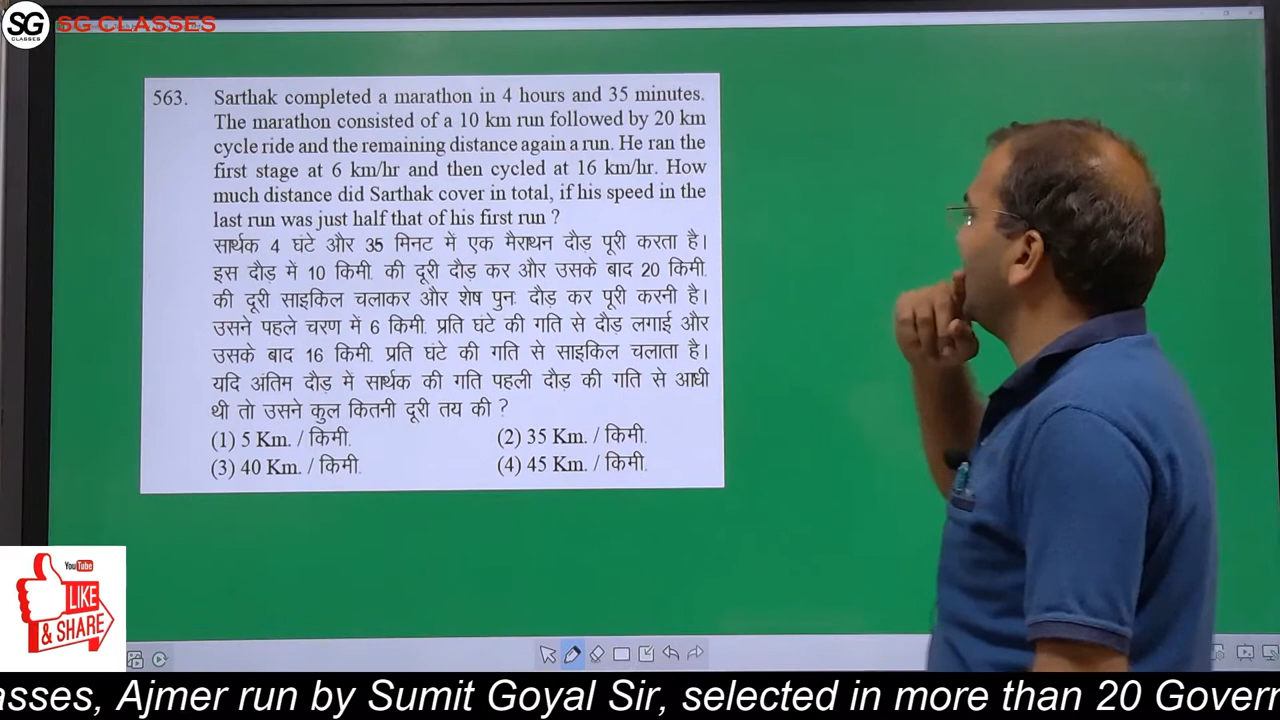 SG CLASSES
SG
CLASSES
563. Sarthak completed a marathon in 4 hours and 35 minutes.
The marathon consisted of a 10 km run followed by 20 km
cycle ride and the remaining distance again a run. He ran the
first stage at 6 km/hr and then cycled at 16 km/hr. How
much distance did Sarthak cover in total, if his speed in the
last run was just half that of his first run ?
सार्थक 4 घंटे और 35 मिनट में एक मैराथन दौड़ पूरी करता है।
इस दौड़ में 10 किमी. की दूरी दौड़ कर और उसके बाद 20 किमी.
की दूरी साइकिल चलाकर और शेष पुनः दौड़ कर पूरी करनी है।
उसने पहले चरण में 6 किमी. प्रति घंटे की गति से दौड़ लगाई और
उसके बाद 16 किमी. प्रति घंटे की गति से साइकिल चलाता है।
यदि अंतिम दौड़ में सार्थक की गति पहली दौड़ की गति से आधी
थी तो उसने कुल कितनी दूरी तय की ?
(1) 5 Km. / किमी. (2) 35 Km. / किमी.
(3) 40 Km. / किमी. (4) 45 Km. / किमी.
YouTube
LIKE
& SHARE
asses, Ajmer run by Sumit Goyal Sir, selected in more than 20 Govern